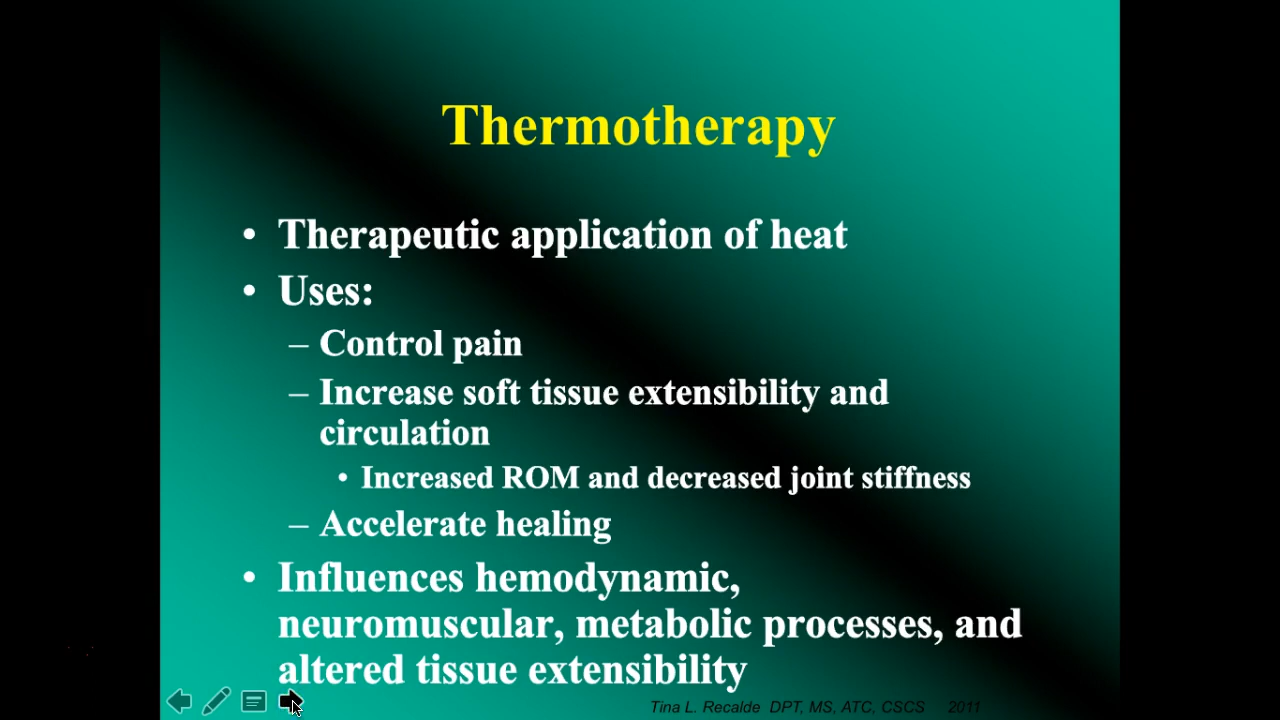 Thermotherapy
• Therapeutic application of heat
• Uses:
– Control pain
– Increase soft tissue extensibility and
circulation
• Increased ROM and decreased joint stiffness
– Accelerate healing
• Influences hemodynamic,
neuromuscular, metabolic processes, and
altered tissue extensibility
Tina L. Recalde DPT, MS, ATC, CSCS 2011